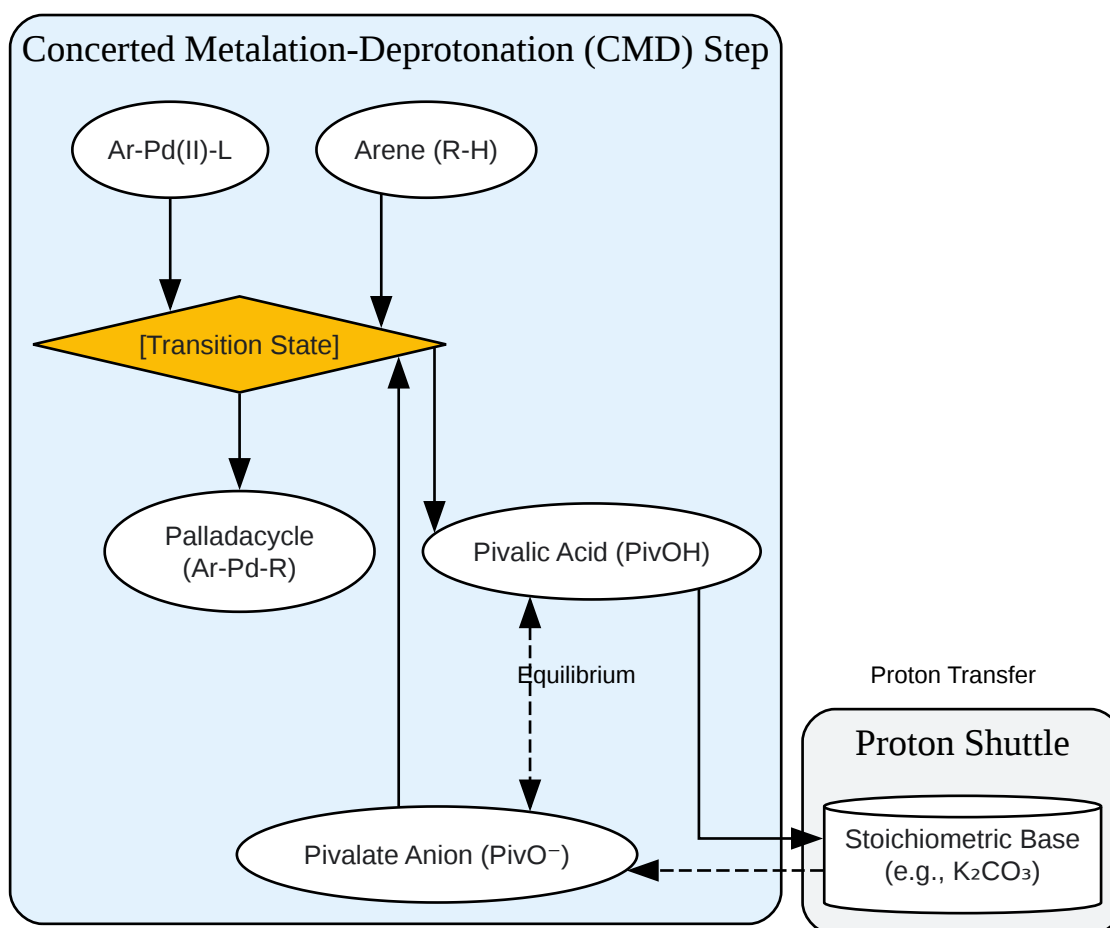 Concerted Metalation-Deprotonation (CMD) Step
Ar-Pd(II)-L
Arene (R-H)
[Transition State]
Palladacycle
(Ar-Pd-R)
Pivalic Acid (PivOH)
Equilibrium
Proton Transfer
Proton Shuttle
Stoichiometric Base
(e.g., K₂CO₃)
Pivalate Anion (PivO⁻)